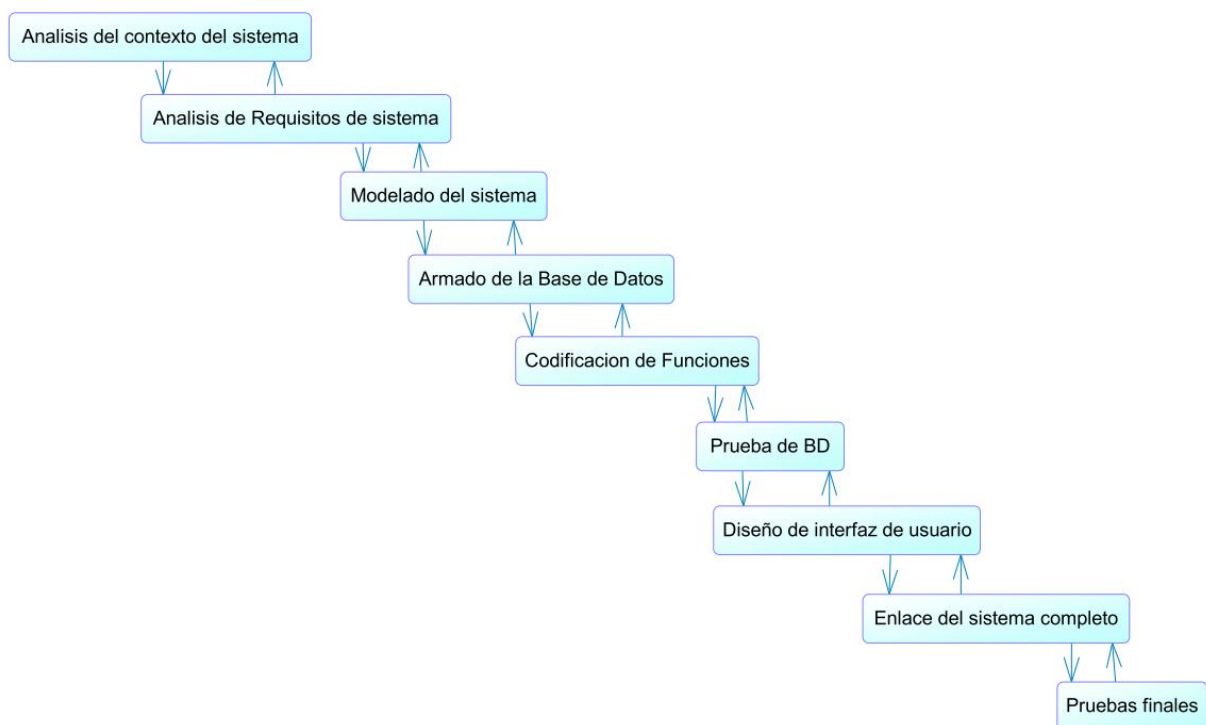 Analisis del contexto del sistema
Analisis de Requisitos de sistema
Modelado del sistema
Armado de la Base de Datos
Codificacion de Funciones
Prueba de BD
Diseño de interfaz de usuario
Enlace del sistema completo
Pruebas finales